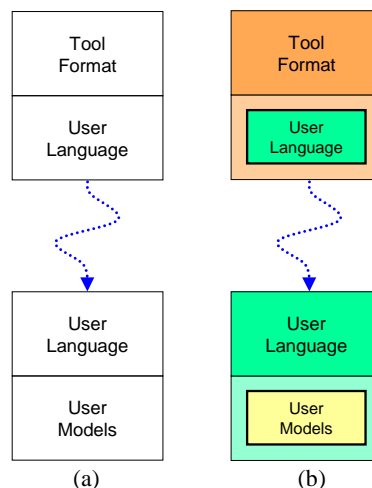 Tool
Format
User
Language
User
Language
User
Models
(a)
Tool
Format
User
Language
User
Language
User
Models
(b)